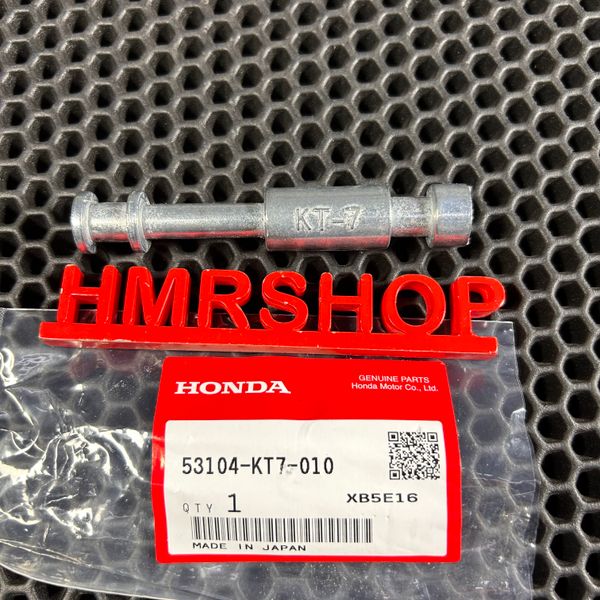 KT-7
HMRSHOP
HONDA
GENUINE PARTS
Honda Motor Co., Ltd.
53104-KT7-010
QTY 1
XB5E16
MADE IN JAPAN